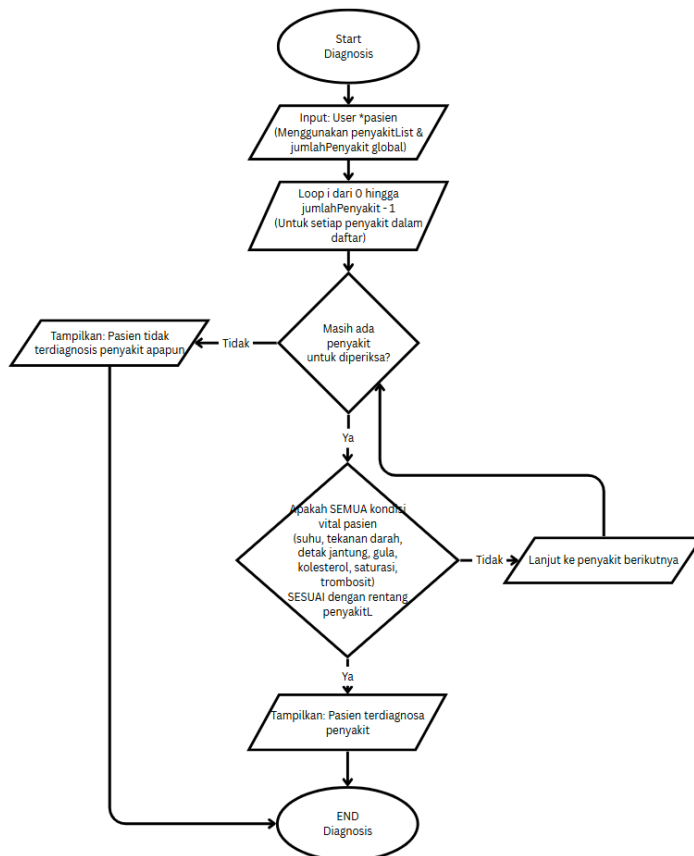 Start
Diagnosis
Input: User *pasien
(Menggunakan penyakitList &
jumlahPenyakit global)
Loop i dari 0 hingga
jumlahPenyakit - 1
(Untuk setiap penyakit dalam
daftar)
Masih ada
penyakit
untuk diperiksa?
Tidak
Tampilkan: Pasien tidak
terdiagnosis penyakit apapun
Ya
Apakah SEMUA kondisi
vital pasien
(suhu, tekanan darah,
detak jantung, gula,
kolesterol, saturasi,
trombosit)
SESUAI dengan rentang
penyakitL
Tidak
Lanjut ke penyakit berikutnya
Ya
Tampilkan: Pasien terdiagnosa
penyakit
END
Diagnosis